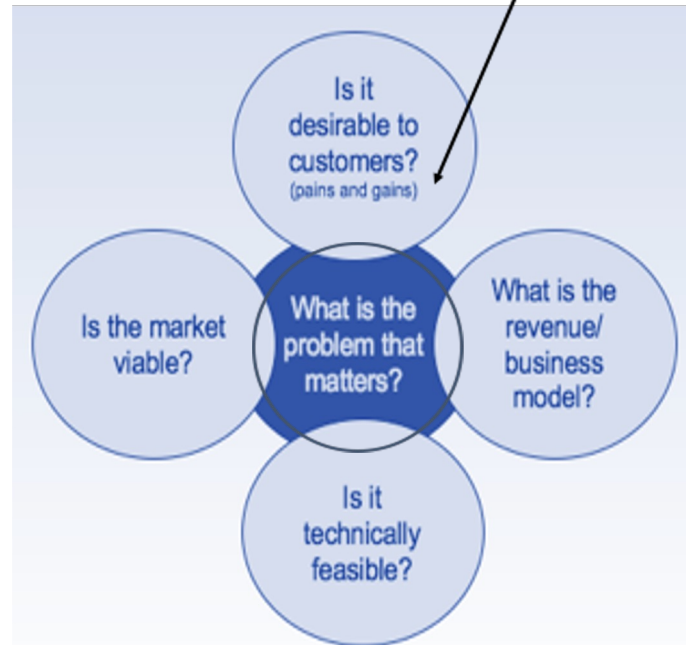 Is it
desirable to
customers?
(pains and gains)
Is the market
viable?
What is the
problem that
matters?
What is the
revenue/
business
model?
Is it
technically
feasible?